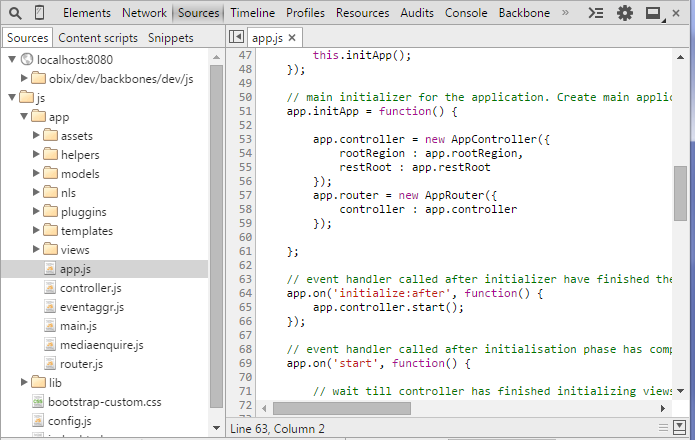 Elements Network Sources Timeline Profiles Resources Audits Console Backbone »
Sources Content scripts Snippets
app.js ×
localhost:8080
obix/dev/backbones/dev/js
js
app
assets
helpers
models
nls
pluggins
templates
views
app.js
controller.js
eventaggr.js
main.js
mediaenquire.js
router.js
lib
bootstrap-custom.css
config.js
47 this.initApp();
48 });
49
50 // main initializer for the application. Create main applic
51 app.initApp = function() {
52
53 app.controller = new AppController({
54 rootRegion : app.rootRegion,
55 restRoot : app.restRoot
56 });
57 app.router = new AppRouter({
58 controller : app.controller
59 });
60
61 };
62
63 // event handler called after initializer have finished the
64 app.on('initialize:after', function() {
65 app.controller.start();
66 });
67
68 // event handler called after initialisation phase has comp
69 app.on('start', function() {
70
71 // wait till controller has finished initializing views
72
Line 63, Column 2